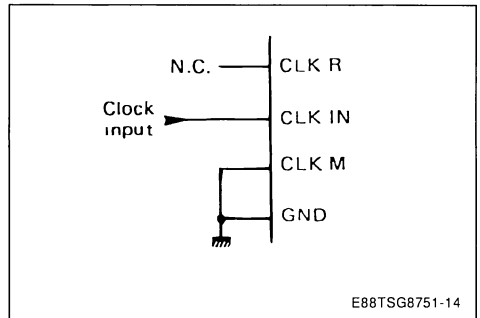 N.C.
CLK R
Clock
input
CLK IN
CLK M
GND
E88TSG8751-14